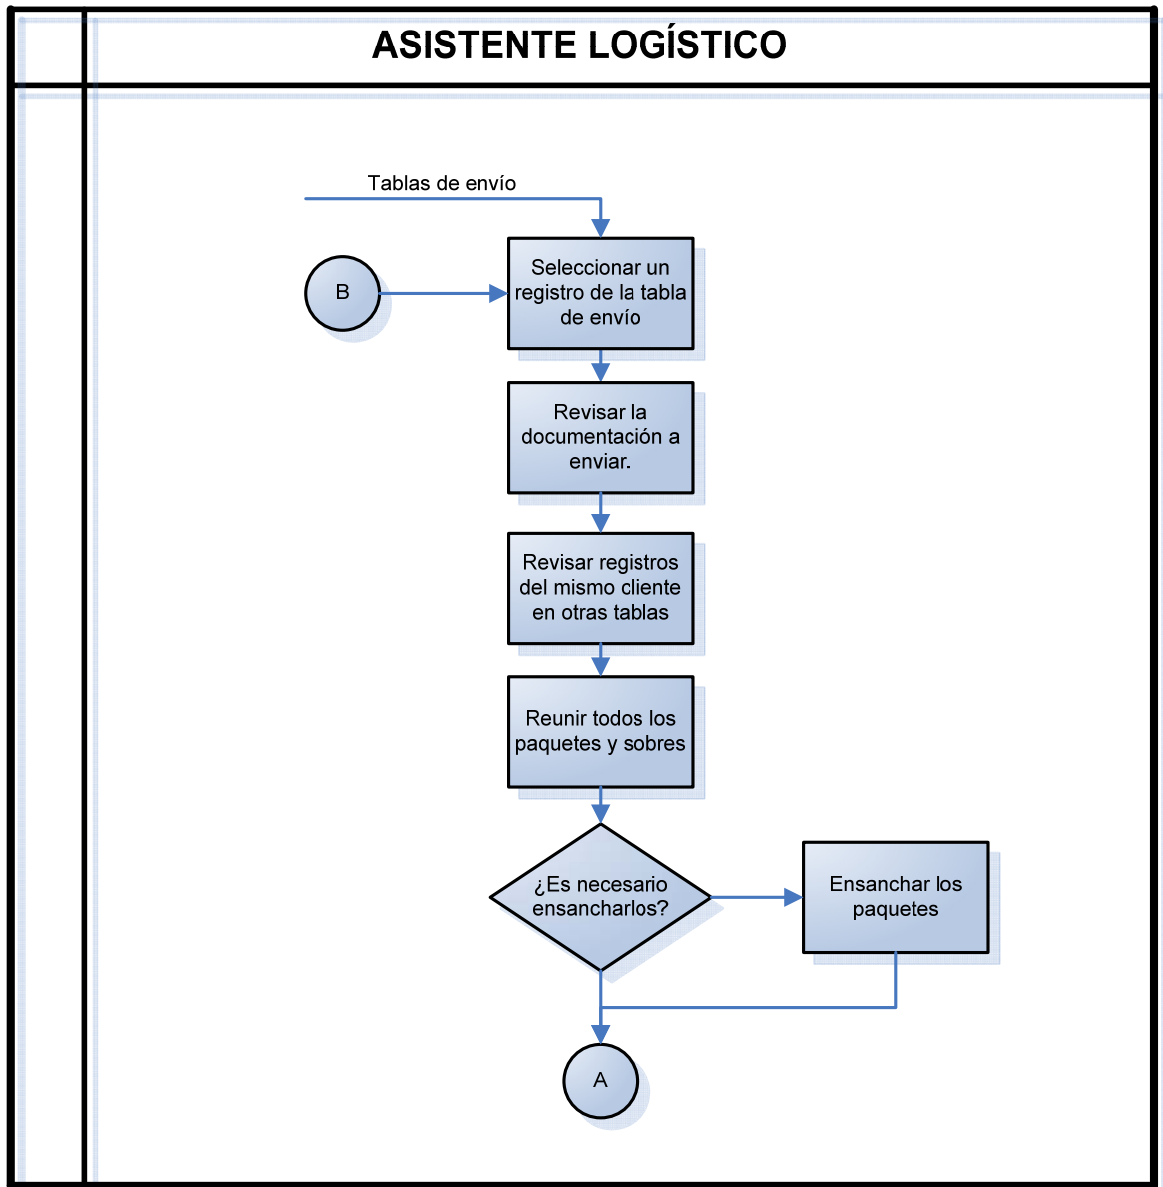 ASISTENTE LOGÍSTICO
Tablas de envío
B
Seleccionar un
registro de la tabla
de envío
Revisar la
documentación a
enviar.
Revisar registros
del mismo cliente
en otras tablas
Reunir todos los
paquetes y sobres
¿Es necesario
ensancharlos?
Ensanchar los
paquetes
A